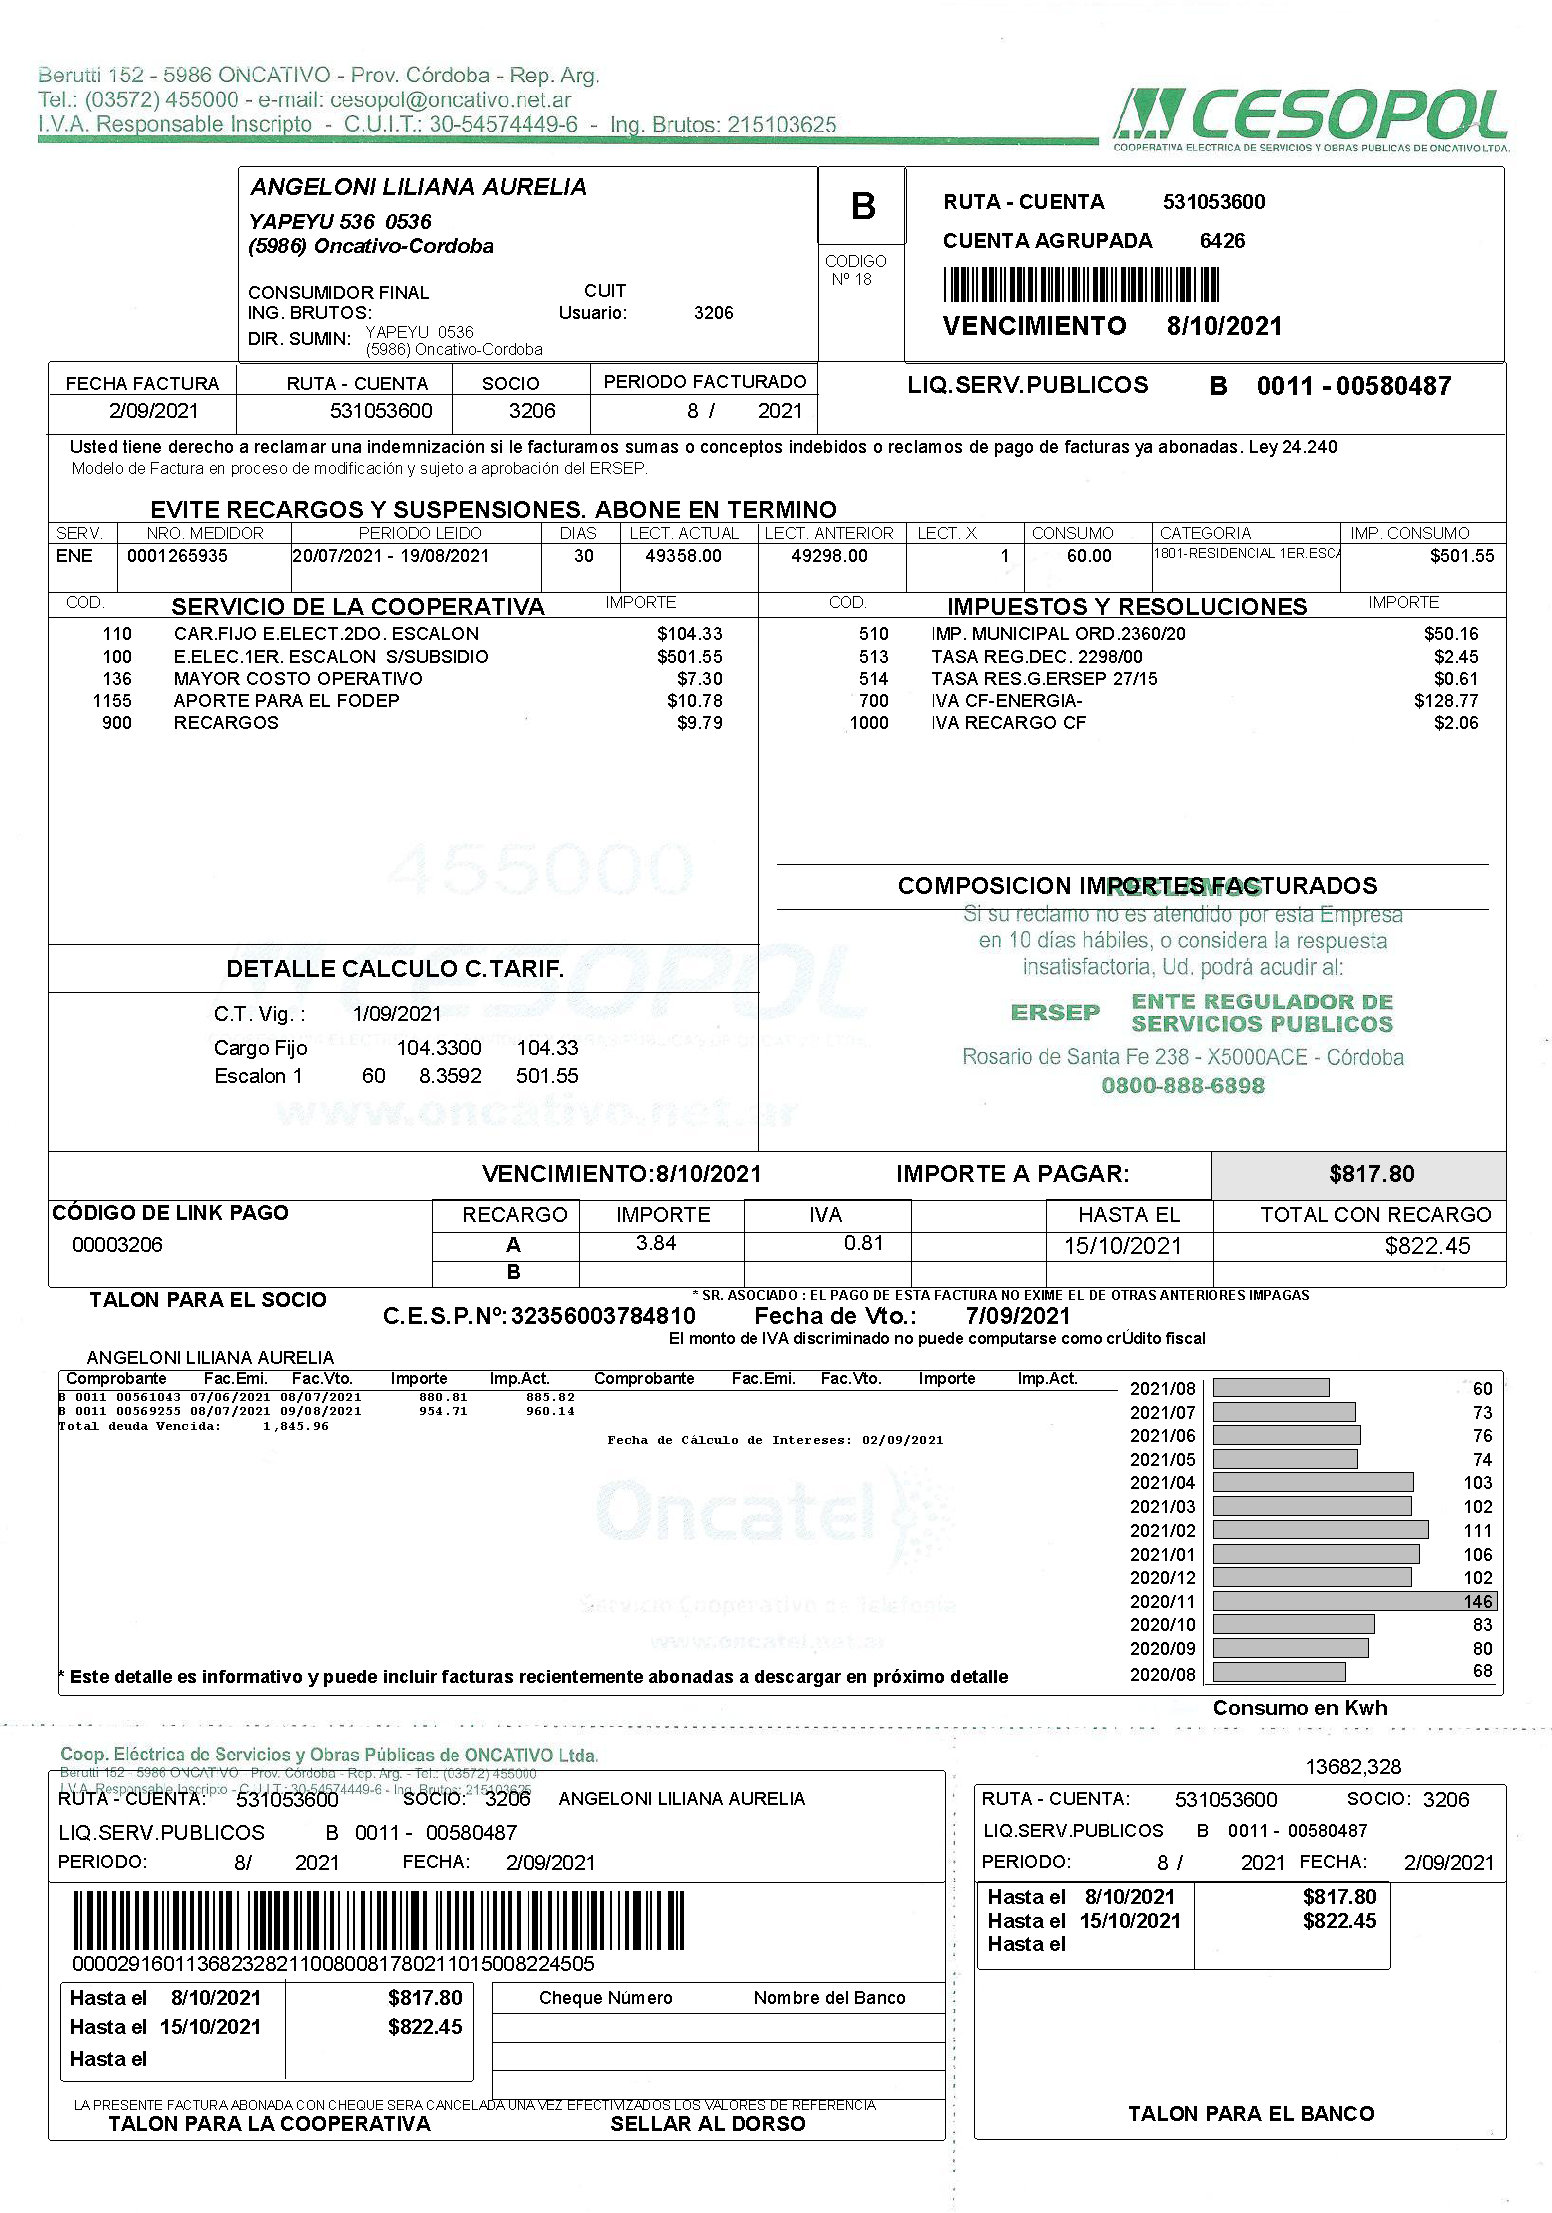 Berutti 152 - 5986 ONCATIVO - Prov. Córdoba - Rep. Arg.
Tel.: (03572) 455000 - e-mail: cesopol@oncativo.net.ar
I.V.A. Responsable Inscripto - C.U.I.T.: 30-54574449-6 - Ing. Brutos: 215103625
CESOPOL
COOPERATIVA ELECTRICA DE SERVICIOS Y OBRAS PUBLICAS DE ONCATIVO LTDA.
ANGELONI LILIANA AURELIA
YAPEYU 536 0536
(5986) Oncativo-Cordoba
CONSUMIDOR FINAL CUIT
ING. BRUTOS: Usuario: 3206
DIR. SUMIN: YAPEYU 0536
(5986) Oncativo-Cordoba
B
CODIGO
Nº 18
RUTA - CUENTA 531053600
CUENTA AGRUPADA 6426
VENCIMIENTO 8/10/2021
FECHA FACTURA RUTA - CUENTA SOCIO PERIODO FACTURADO
2/09/2021 531053600 3206 8 / 2021
LIQ.SERV.PUBLICOS B 0011 - 00580487
Usted tiene derecho a reclamar una indemnización si le facturamos sumas o conceptos indebidos o reclamos de pago de facturas ya abonadas. Ley 24.240
Modelo de Factura en proceso de modificación y sujeto a aprobación del ERSEP.
EVITE RECARGOS Y SUSPENSIONES. ABONE EN TERMINO
SERV. NRO. MEDIDOR PERIODO LEIDO DIAS LECT. ACTUAL LECT. ANTERIOR LECT. X CONSUMO CATEGORIA IMP. CONSUMO
ENE 0001265935 20/07/2021 - 19/08/2021 30 49358.00 49298.00 1 60.00 1801-RESIDENCIAL 1ER.ESCA $501.55
COD. SERVICIO DE LA COOPERATIVA IMPORTE
110 CAR.FIJO E.ELECT.2DO. ESCALON $104.33
100 E.ELEC.1ER. ESCALON S/SUBSIDIO $501.55
136 MAYOR COSTO OPERATIVO $7.30
1155 APORTE PARA EL FODEP $10.78
900 RECARGOS $9.79
COD. IMPUESTOS Y RESOLUCIONES IMPORTE
510 IMP. MUNICIPAL ORD.2360/20 $50.16
513 TASA REG.DEC. 2298/00 $2.45
514 TASA RES.G.ERSEP 27/15 $0.61
700 IVA CF-ENERGIA- $128.77
1000 IVA RECARGO CF $2.06
455000
CESOPOL
www.oncativo.net.ar
DETALLE CALCULO C.TARIF.
C.T. Vig. : 1/09/2021
Cargo Fijo 104.3300 104.33
Escalon 1 60 8.3592 501.55
COMPOSICION IMPORTES FACTURADOS
RECLAMOS
Si su reclamo no es atendido por esta Empresa
en 10 días hábiles, o considera la respuesta
insatisfactoria, Ud. podrá acudir al:
ERSEP ENTE REGULADOR DE
SERVICIOS PUBLICOS
Rosario de Santa Fe 238 - X5000ACE - Córdoba
0800-888-6898
VENCIMIENTO:8/10/2021 IMPORTE A PAGAR: $817.80
CÓDIGO DE LINK PAGO
00003206
RECARGO IMPORTE IVA HASTA EL TOTAL CON RECARGO
A 3.84 0.81 15/10/2021 $822.45
B
TALON PARA EL SOCIO
* SR. ASOCIADO : EL PAGO DE ESTA FACTURA NO EXIME EL DE OTRAS ANTERIORES IMPAGAS
C.E.S.P.Nº:32356003784810 Fecha de Vto.: 7/09/2021
El monto de IVA discriminado no puede computarse como crÚdito fiscal
ANGELONI LILIANA AURELIA
Comprobante Fac.Emi. Fac.Vto. Importe Imp.Act. Comprobante Fac.Emi. Fac.Vto. Importe Imp.Act.
B 0011 00561043 07/06/2021 08/07/2021 880.81 885.82
B 0011 00569255 08/07/2021 09/08/2021 954.71 960.14
Total deuda Vencida: 1,845.96
Fecha de Cálculo de Intereses: 02/09/2021
Oncatel
Servicio Cooperativo de Telefonía
www.oncatel.net.ar
* Este detalle es informativo y puede incluir facturas recientemente abonadas a descargar en próximo detalle
2021/08 60
2021/07 73
2021/06 76
2021/05 74
2021/04 103
2021/03 102
2021/02 111
2021/01 106
2020/12 102
2020/11 146
2020/10 83
2020/09 80
2020/08 68
Consumo en Kwh
Coop. Eléctrica de Servicios y Obras Públicas de ONCATIVO Ltda.
Berutti 152 - 5986 ONCATIVO Prov. Córdoba - Rep. Arg. - Tel.: (03572) 455000
I.V.A. Responsable Inscripto - C.U.I.T.: 30-54574449-6 - Ing. Brutos: 215103625
RUTA - CUENTA: 531053600 SOCIO: 3206 ANGELONI LILIANA AURELIA
LIQ.SERV.PUBLICOS B 0011 - 00580487
PERIODO: 8/ 2021 FECHA: 2/09/2021
00002916011368232821100800817802110150082245​05
Hasta el 8/10/2021 $817.80
Hasta el 15/10/2021 $822.45
Hasta el
Cheque Número Nombre del Banco
LA PRESENTE FACTURA ABONADA CON CHEQUE SERA CANCELADA UNA VEZ EFECTIVIZADOS LOS VALORES DE REFERENCIA
TALON PARA LA COOPERATIVA SELLAR AL DORSO
13682,328
RUTA - CUENTA: 531053600 SOCIO: 3206
LIQ.SERV.PUBLICOS B 0011 - 00580487
PERIODO: 8 / 2021 FECHA: 2/09/2021
Hasta el 8/10/2021 $817.80
Hasta el 15/10/2021 $822.45
Hasta el
TALON PARA EL BANCO